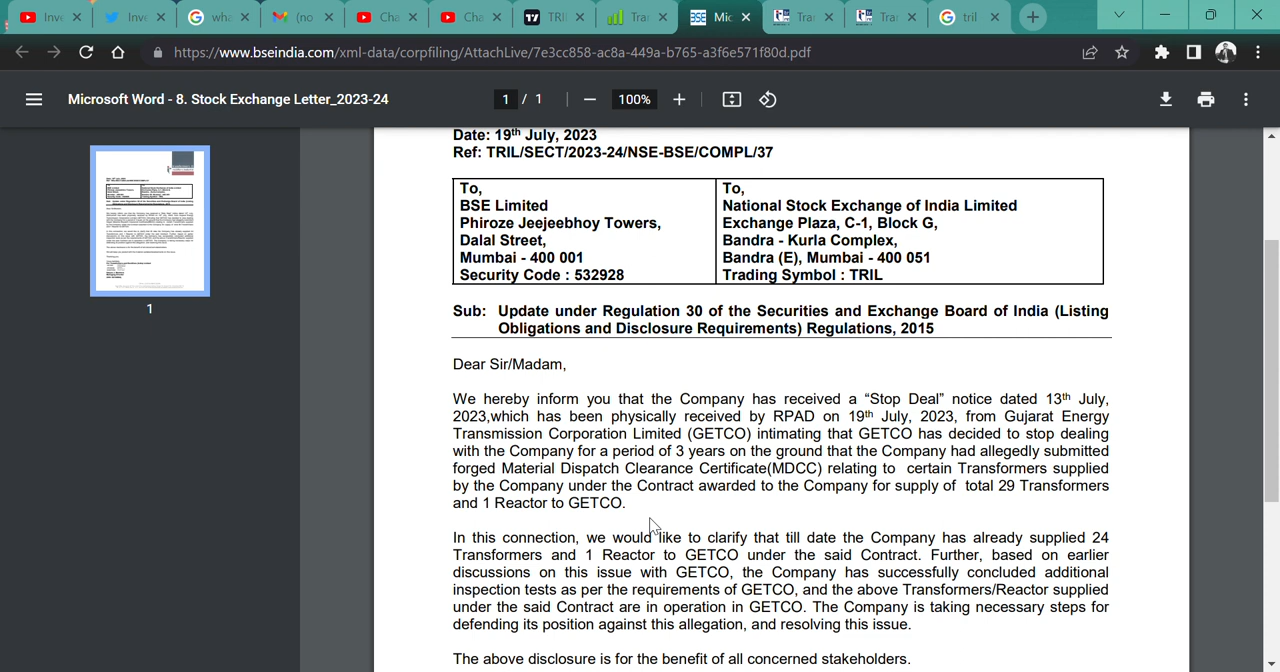 Inve
Inve
wha
(no
Cha
Cha
TRIL
Trar
BSE
Mic
Trar
Trar
tril
https://www.bseindia.com/xml-data/corpfiling/AttachLive/7e3cc858-ac8a-449a-b765-a3f6e571f80d.pdf
Microsoft Word - 8. Stock Exchange Letter_2023-24
1 / 1
100%
1
Date: 19th July, 2023
Ref: TRIL/SECT/2023-24/NSE-BSE/COMPL/37
To,
BSE Limited
Phiroze Jeejeebhoy Towers,
Dalal Street,
Mumbai - 400 001
Security Code : 532928
To,
National Stock Exchange of India Limited
Exchange Plaza, C-1, Block G,
Bandra - Kurla Complex,
Bandra (E), Mumbai - 400 051
Trading Symbol : TRIL
Sub: Update under Regulation 30 of the Securities and Exchange Board of India (Listing
Obligations and Disclosure Requirements) Regulations, 2015
Dear Sir/Madam,
We hereby inform you that the Company has received a “Stop Deal” notice dated 13th July,
2023,which has been physically received by RPAD on 19th July, 2023, from Gujarat Energy
Transmission Corporation Limited (GETCO) intimating that GETCO has decided to stop dealing
with the Company for a period of 3 years on the ground that the Company had allegedly submitted
forged Material Dispatch Clearance Certificate(MDCC) relating to certain Transformers supplied
by the Company under the Contract awarded to the Company for supply of total 29 Transformers
and 1 Reactor to GETCO.
In this connection, we would like to clarify that till date the Company has already supplied 24
Transformers and 1 Reactor to GETCO under the said Contract. Further, based on earlier
discussions on this issue with GETCO, the Company has successfully concluded additional
inspection tests as per the requirements of GETCO, and the above Transformers/Reactor supplied
under the said Contract are in operation in GETCO. The Company is taking necessary steps for
defending its position against this allegation, and resolving this issue.
The above disclosure is for the benefit of all concerned stakeholders.